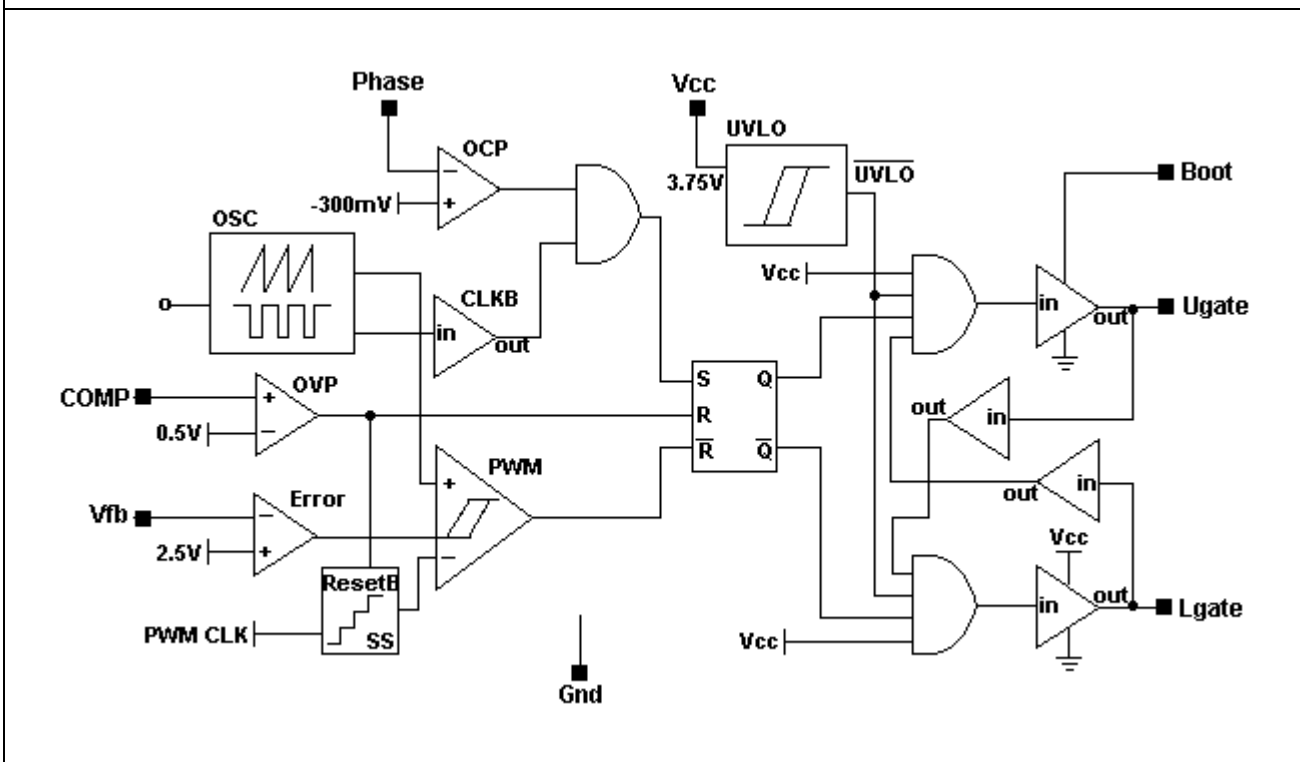 Phase
Vcc
OCP
UVLO
-300mV
3.75V
UVLO
Boot
OSC
Vcc
CLKB
in
out
in
out
Ugate
OVP
COMP
0.5V
S
Q
R
R
Q
out
in
PWM
Error
Vfb
2.5V
out
in
Vcc
ResetB
SS
PWM CLK
in
out
Lgate
Vcc
Gnd